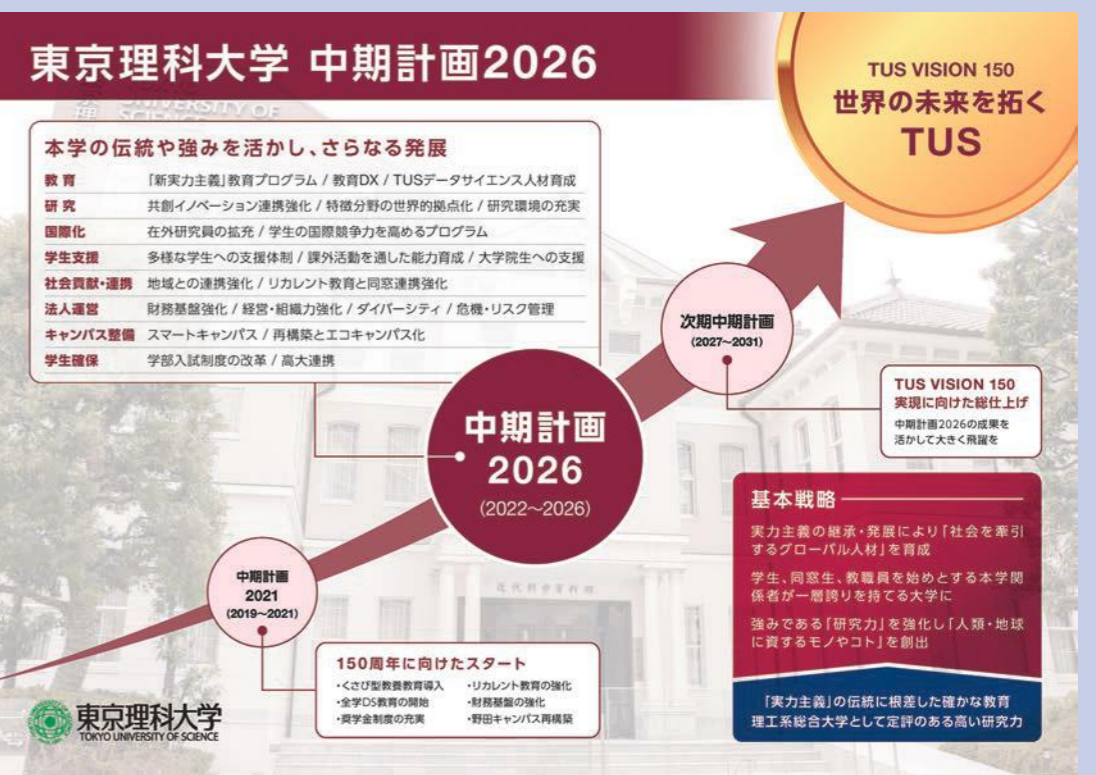 東京理科大学 中期計画2026
TUS VISION 150
世界の未来を拓く
TUS
UNIVERSITY OF
SCIENCE
本学の伝統や強みを活かし、さらなる発展
教育 「新実力主義」教育プログラム / 教育DX / TUSデータサイエンス人材育成
研究 共創イノベーション連携強化 / 特徴分野の世界的拠点化 / 研究環境の充実
国際化 在外研究員の拡充 / 学生の国際競争力を高めるプログラム
学生支援 多様な学生への支援体制 / 課外活動を通した能力育成 / 大学院生への支援
社会貢献・連携 地域との連携強化 / リカレント教育と同窓連携強化
法人運営 財務基盤強化 / 経営・組織力強化 / ダイバーシティ / 危機・リスク管理
キャンパス整備 スマートキャンパス / 再構築とエコキャンパス化
学生確保 学部入試制度の改革 / 高大連携
次期中期計画
(2027～2031)
TUS VISION 150
実現に向けた総仕上げ
中期計画2026の成果を
活かして大きく飛躍を
中期計画
2026
(2022～2026)
基本戦略
実力主義の継承・発展により「社会を牽引
するグローバル人材」を育成
学生、同窓生、教職員を始めとする本学関
係者が一層誇りを持てる大学に
強みである「研究力」を強化し「人類・地球
に資するモノやコト」を創出
「実力主義」の伝統に根差した確かな教育
理工系総合大学として定評のある高い研究力
近代科学資料館
中期計画
2021
(2019～2021)
150周年に向けたスタート
・くさび型教養教育導入 ・リカレント教育の強化
・全学DS教育の開始 ・財務基盤の強化
・奨学金制度の充実 ・野田キャンパス再構築
東京理科大学
TOKYO UNIVERSITY OF SCIENCE